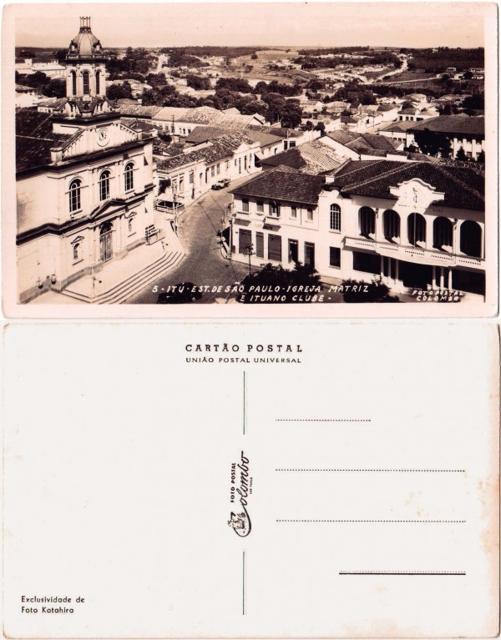 5 - ITÚ - EST. DE SÃO PAULO - IGREJA MATRIZ
E ITUANO CLUBE -
FOTO POSTAL
COLOMBO
CARTÃO POSTAL
UNIÃO POSTAL UNIVERSAL
FOTO POSTAL
Colombo
Exclusividade de
Foto Katahira